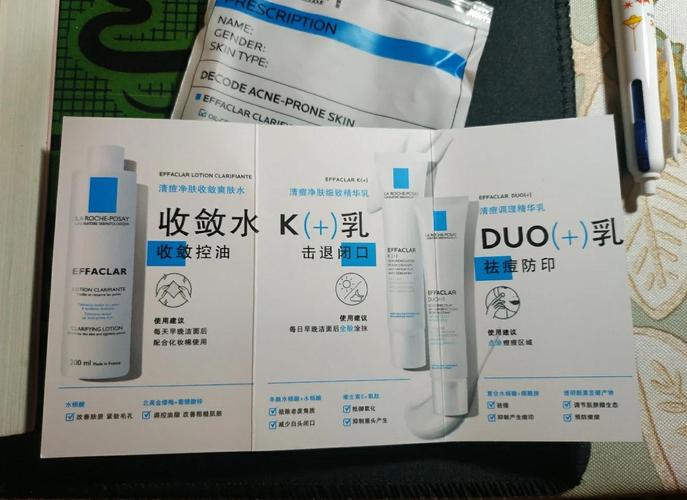 PRESCRIPTION
NAME:
GENDER:
SKIN TYPE:
DECODE ACNE-PRONE SKIN
EFFACLAR CLARIFI
EFFACLAR LOTION CLARIFIANTE
清痘净肤收敛爽肤水
收敛水
收敛控油
使用建议
每天早晚洁面后
配合化妆棉使用
LA ROCHE-POSAY
EFFACLAR
LOTION CLARIFIANTE
CLARIFYING LOTION
200 ml Made in France
水杨酸
改善肤质 紧致毛孔
北美金缕梅+葡糖酸锌
调控油脂 改善粗糙肌肤
EFFACLAR K(+)
清痘净肤细致精华乳
K(+)乳
击退闭口
使用建议
每日早晚洁面后全脸涂抹
LA ROCHE-POSAY
EFFACLAR
K(+)
辛酰水杨酸+水杨酸
祛除老废角质
减少白头闭口
维生素E+肌肽
抵御氧化
抑制黑头产生
EFFACLAR DUO(+)
清痘调理精华乳
DUO(+)乳
祛痘防印
使用建议
点涂痘痘区域
LA ROCHE-POSAY
EFFACLAR
DUO(+)
复合水杨酸+烟酰胺
祛痘
抑制产生痘印
调节肌肤微生态
预防痘痘